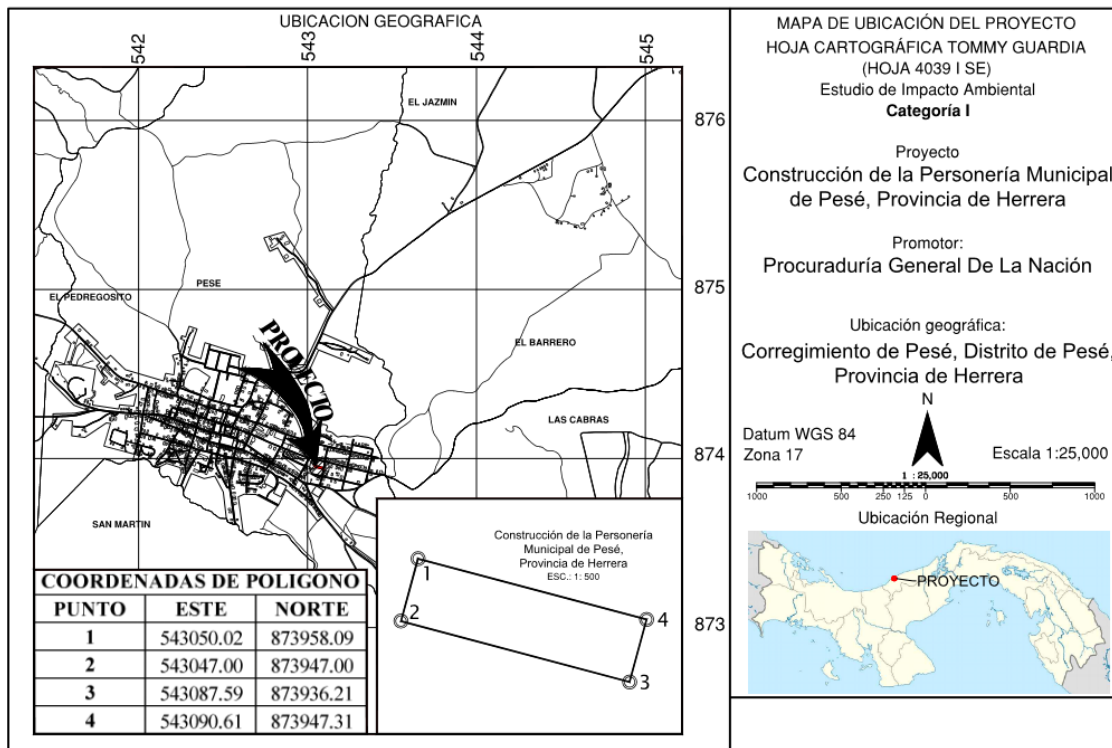 UBICACION GEOGRAFICA
542
543
544
545
EL JAZMIN
876
875
PESE
EL PEDREGOSITO
PROYECTO
EL BARRERO
LAS CABRAS
874
SAN MARTIN
873
Construcción de la Personería
Municipal de Pesé,
Provincia de Herrera
ESC.: 1: 500
1
2
4
3
COORDENADAS DE POLIGONO
PUNTO ESTE NORTE
1 543050.02 873958.09
2 543047.00 873947.00
3 543087.59 873936.21
4 543090.61 873947.31
MAPA DE UBICACIÓN DEL PROYECTO
HOJA CARTOGRÁFICA TOMMY GUARDIA
(HOJA 4039 I SE)
Estudio de Impacto Ambiental
Categoría I
Proyecto
Construcción de la Personería Municipal
de Pesé, Provincia de Herrera
Promotor:
Procuraduría General De La Nación
Ubicación geográfica:
Corregimiento de Pesé, Distrito de Pesé,
Provincia de Herrera
N
Datum WGS 84
Zona 17
Escala 1:25,000
1 : 25,000
1000 500 250 125 0 500 1000
Ubicación Regional
PROYECTO